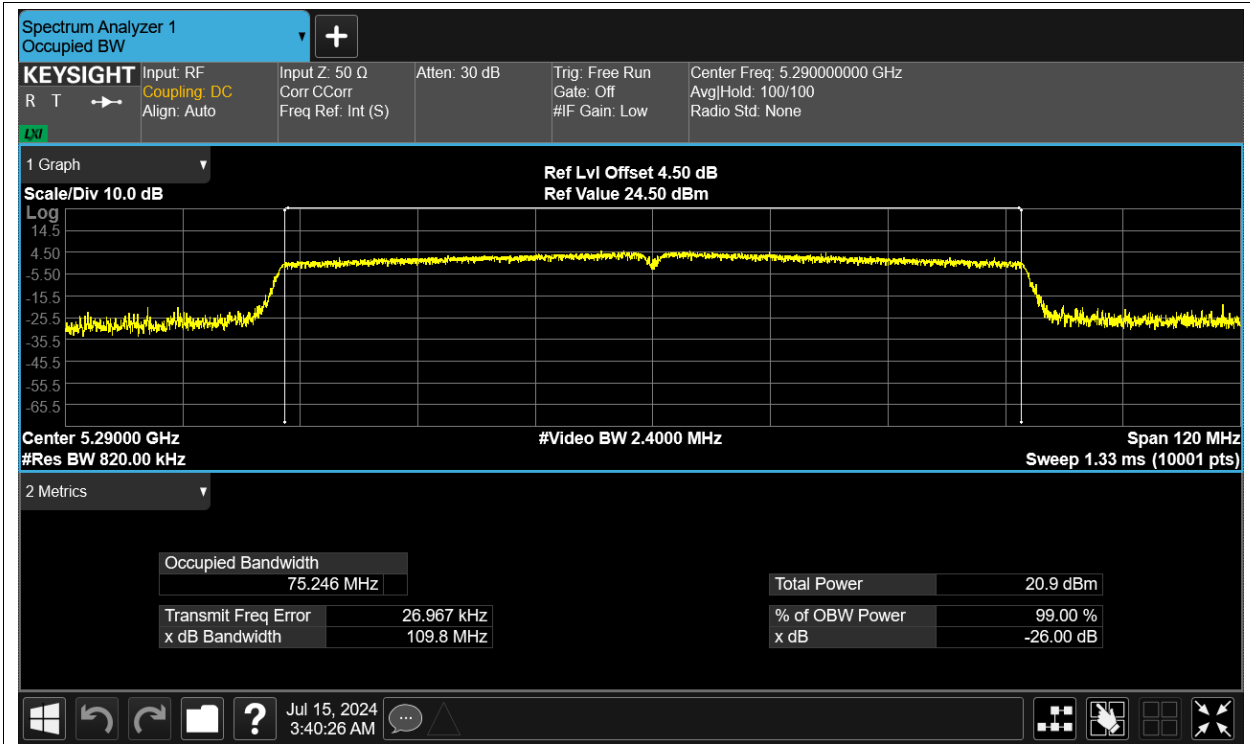 Spectrum Analyzer 1
Occupied BW
▼
+
KEYSIGHT
R T
LXI
Input: RF
Coupling: DC
Align: Auto
Input Z: 50 Ω
Corr CCorr
Freq Ref: Int (S)
Atten: 30 dB
Trig: Free Run
Gate: Off
#IF Gain: Low
Center Freq: 5.290000000 GHz
Avg|Hold: 100/100
Radio Std: None
1 Graph ▼
Scale/Div 10.0 dB
Ref Lvl Offset 4.50 dB
Ref Value 24.50 dBm
Log
14.5
4.50
-5.50
-15.5
-25.5
-35.5
-45.5
-55.5
-65.5
Center 5.29000 GHz
#Res BW 820.00 kHz
#Video BW 2.4000 MHz
Span 120 MHz
Sweep 1.33 ms (10001 pts)
2 Metrics ▼
Occupied Bandwidth
75.246 MHz
Transmit Freq Error 26.967 kHz
x dB Bandwidth 109.8 MHz
Total Power 20.9 dBm
% of OBW Power 99.00 %
x dB -26.00 dB
?
Jul 15, 2024
3:40:26 AM